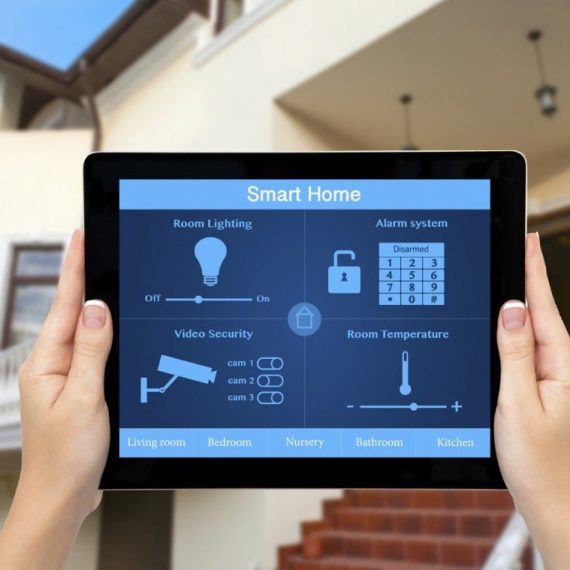 Smart Home
Room Lighting
Off On
Alarm system
Disarmed
1 2 3
4 5 6
7 8 9
* 0 #
Video Security
cam 1
cam 2
cam 3
Room Temperature
- +
Living room Bedroom Nursery Bathroom Kitchen